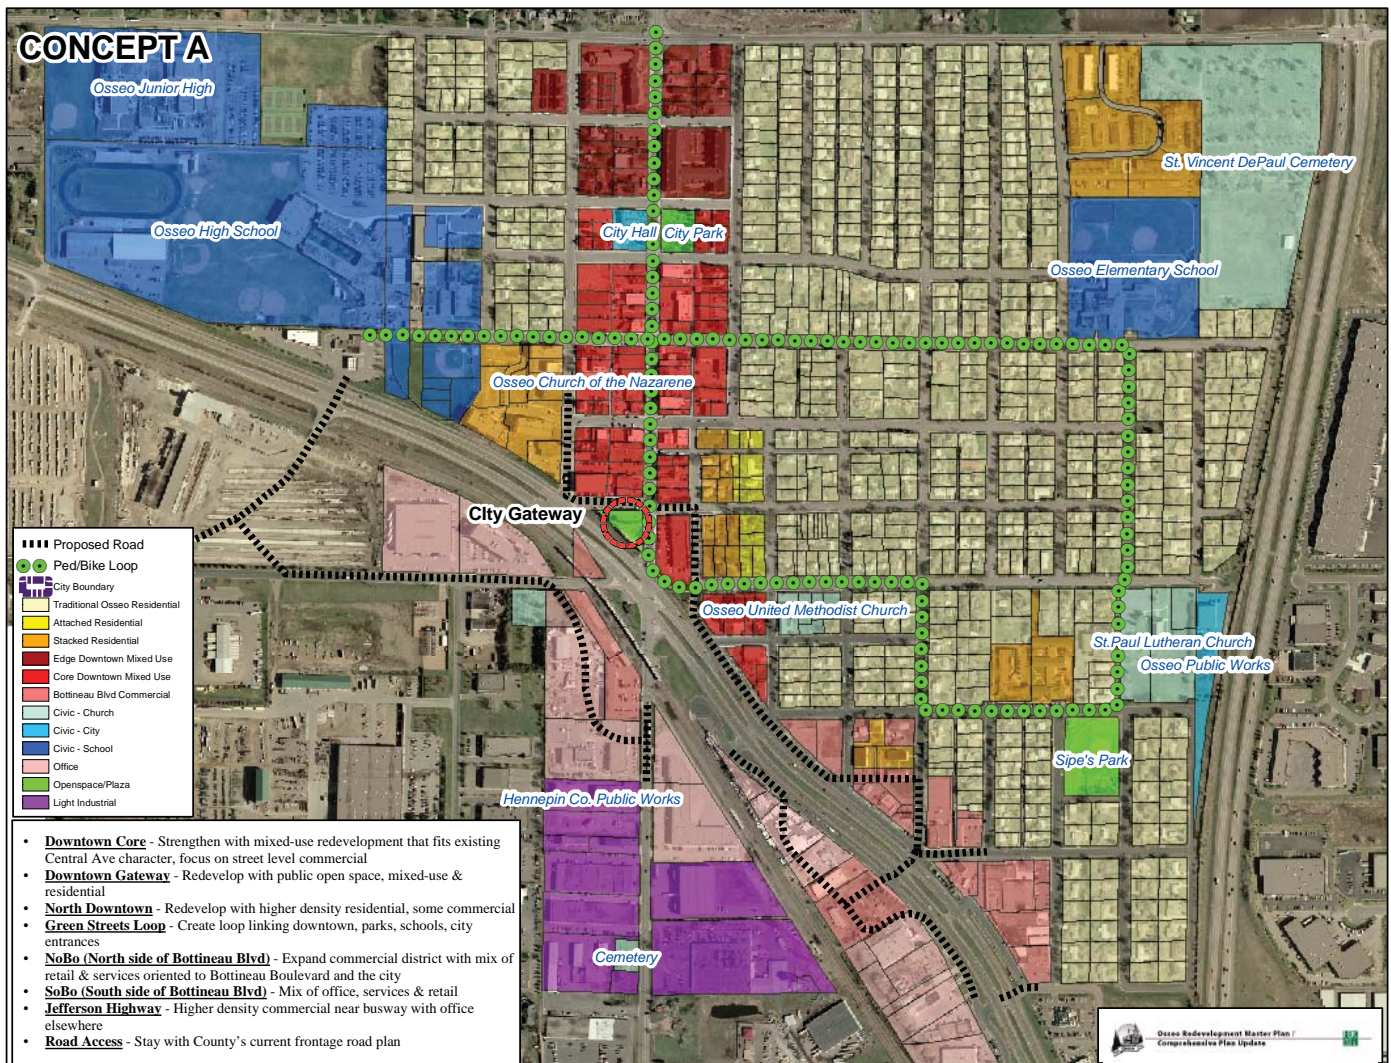 CONCEPT A
Osseo Junior High
Osseo High School
City Hall
City Park
St. Vincent DePaul Cemetery
Osseo Elementary School
Osseo Church of the Nazarene
CIty Gateway
Osseo United Methodist Church
St.Paul Lutheran Church
Osseo Public Works
Sipe's Park
Hennepin Co. Public Works
Cemetery
Proposed Road
Ped/Bike Loop
City Boundary
Traditional Osseo Residential
Attached Residential
Stacked Residential
Edge Downtown Mixed Use
Core Downtown Mixed Use
Bottineau Blvd Commercial
Civic - Church
Civic - City
Civic - School
Office
Openspace/Plaza
Light Industrial
• Downtown Core - Strengthen with mixed-use redevelopment that fits existing
Central Ave character, focus on street level commercial
• Downtown Gateway - Redevelop with public open space, mixed-use &
residential
• North Downtown - Redevelop with higher density residential, some commercial
• Green Streets Loop - Create loop linking downtown, parks, schools, city
entrances
• NoBo (North side of Bottineau Blvd) - Expand commercial district with mix of
retail & services oriented to Bottineau Boulevard and the city
• SoBo (South side of Bottineau Blvd) - Mix of office, services & retail
• Jefferson Highway - Higher density commercial near busway with office
elsewhere
• Road Access - Stay with County's current frontage road plan
Osseo Redevelopment Master Plan /
Comprehensive Plan Update